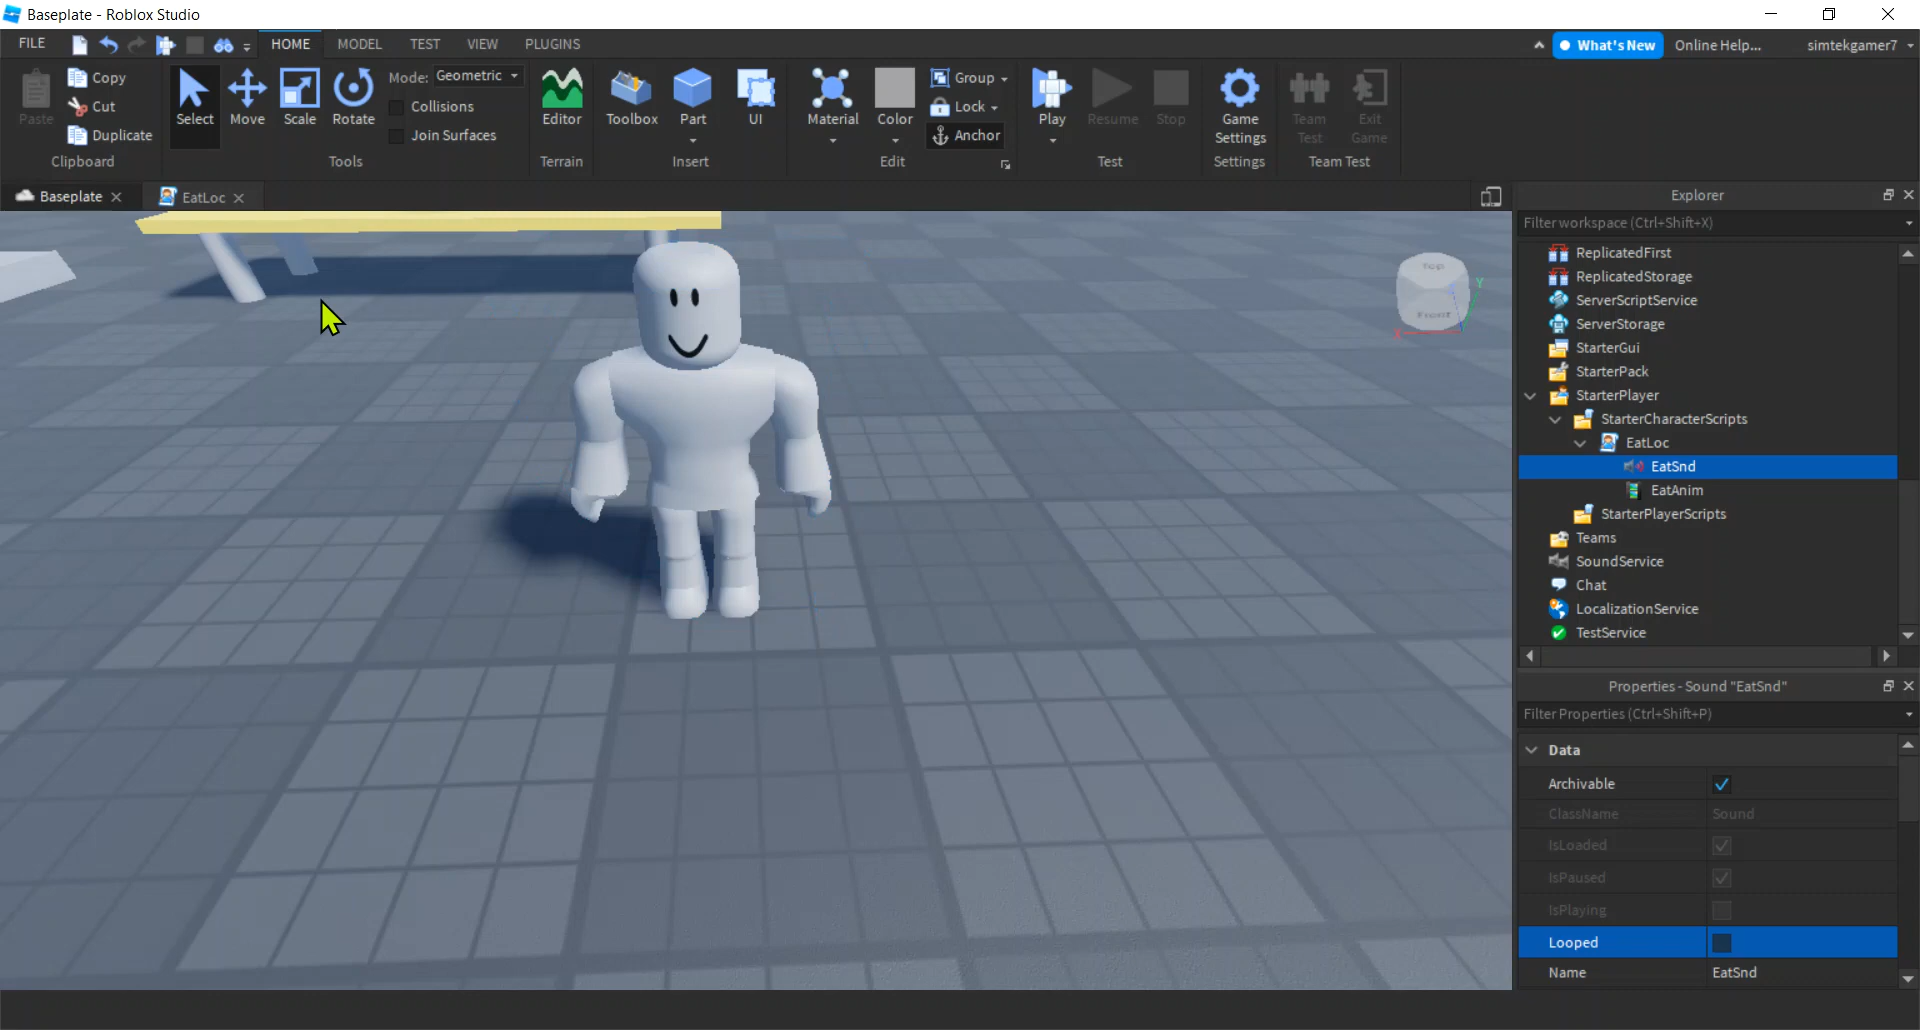 Baseplate - Roblox Studio
FILE
HOME
MODEL
TEST
VIEW
PLUGINS
What's New
Online Help...
simtekgamer7
Paste
Copy
Cut
Duplicate
Clipboard
Select
Move
Scale
Rotate
Mode: Geometric
Collisions
Join Surfaces
Tools
Editor
Terrain
Toolbox
Part
UI
Insert
Material
Color
Group
Lock
Anchor
Edit
Play
Resume
Stop
Test
Game
Settings
Settings
Team
Test
Exit
Game
Team Test
Baseplate
EatLoc
Top
Front
X
Y
Explorer
Filter workspace (Ctrl+Shift+X)
ReplicatedFirst
ReplicatedStorage
ServerScriptService
ServerStorage
StarterGui
StarterPack
StarterPlayer
StarterCharacterScripts
EatLoc
EatSnd
EatAnim
StarterPlayerScripts
Teams
SoundService
Chat
LocalizationService
TestService
Properties - Sound "EatSnd"
Filter Properties (Ctrl+Shift+P)
Data
Archivable
ClassName Sound
IsLoaded
IsPaused
IsPlaying
Looped
Name EatSnd